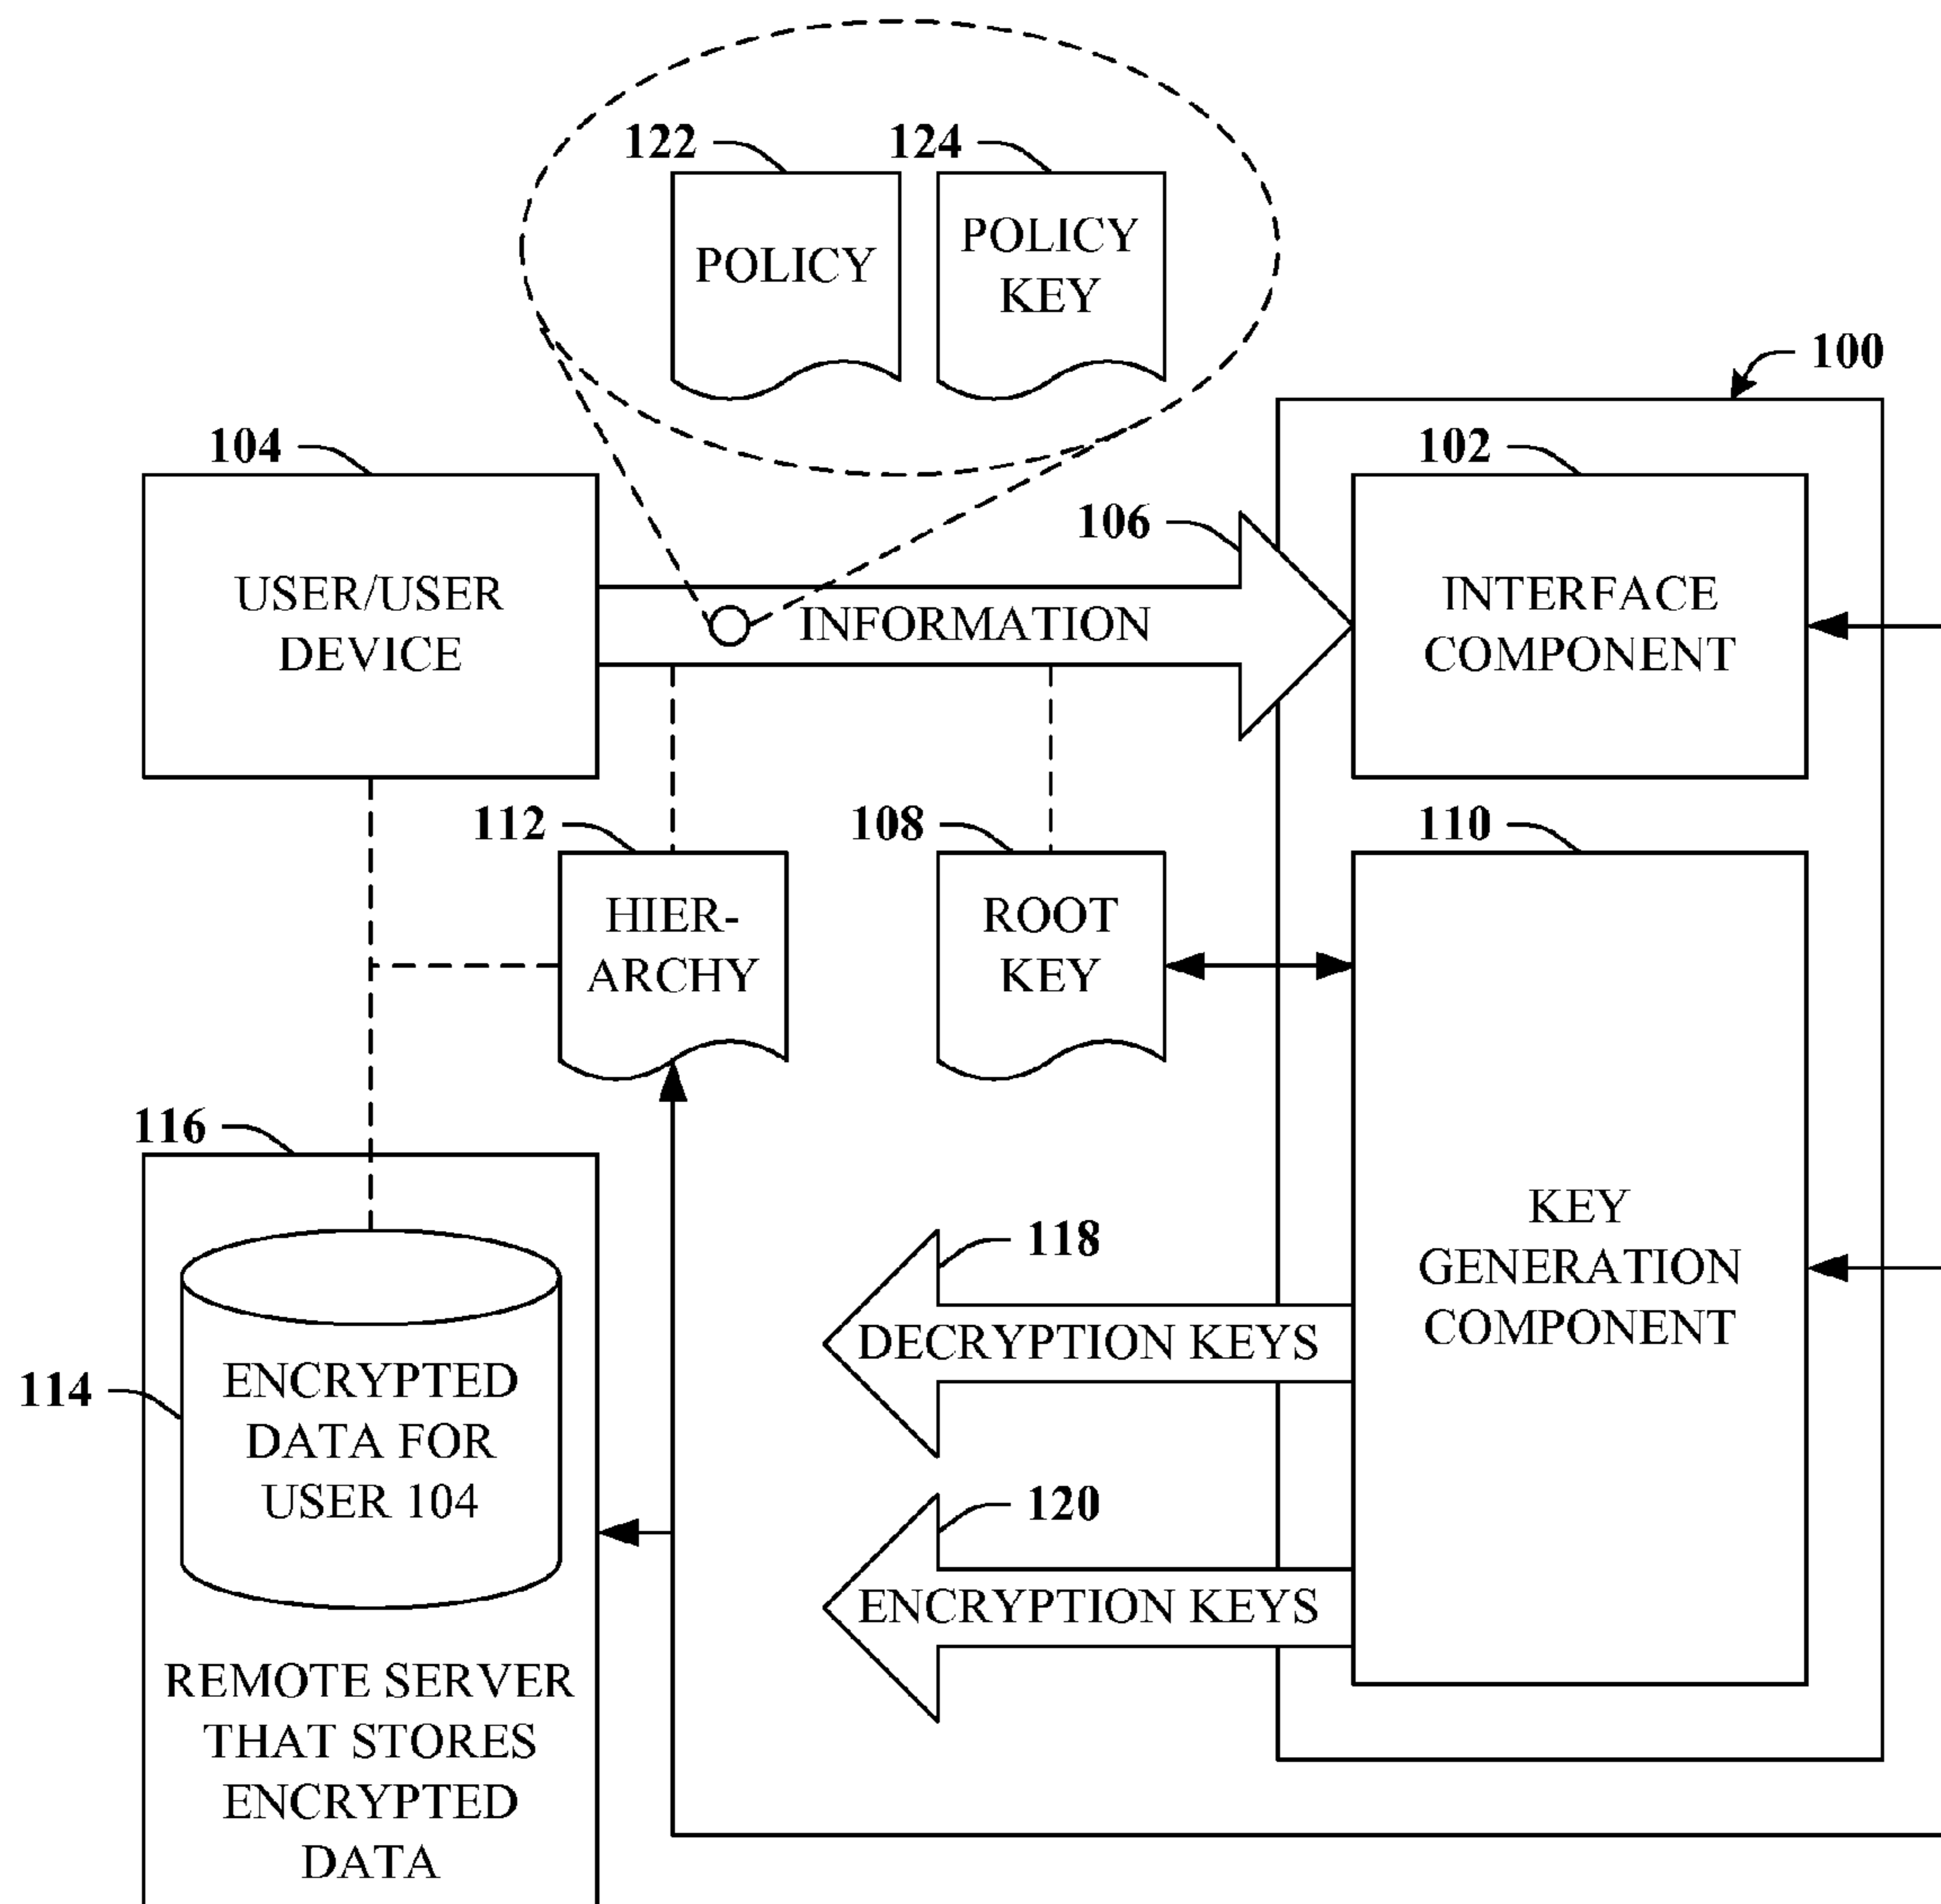 122
124
POLICY
POLICY
KEY
100
104
102
106
USER/USER
DEVICE
INFORMATION
INTERFACE
COMPONENT
112
108
110
HIER-
ARCHY
ROOT
KEY
116
KEY
GENERATION
COMPONENT
118
DECRYPTION KEYS
114
ENCRYPTED
DATA FOR
USER 104
120
ENCRYPTION KEYS
REMOTE SERVER
THAT STORES
ENCRYPTED
DATA